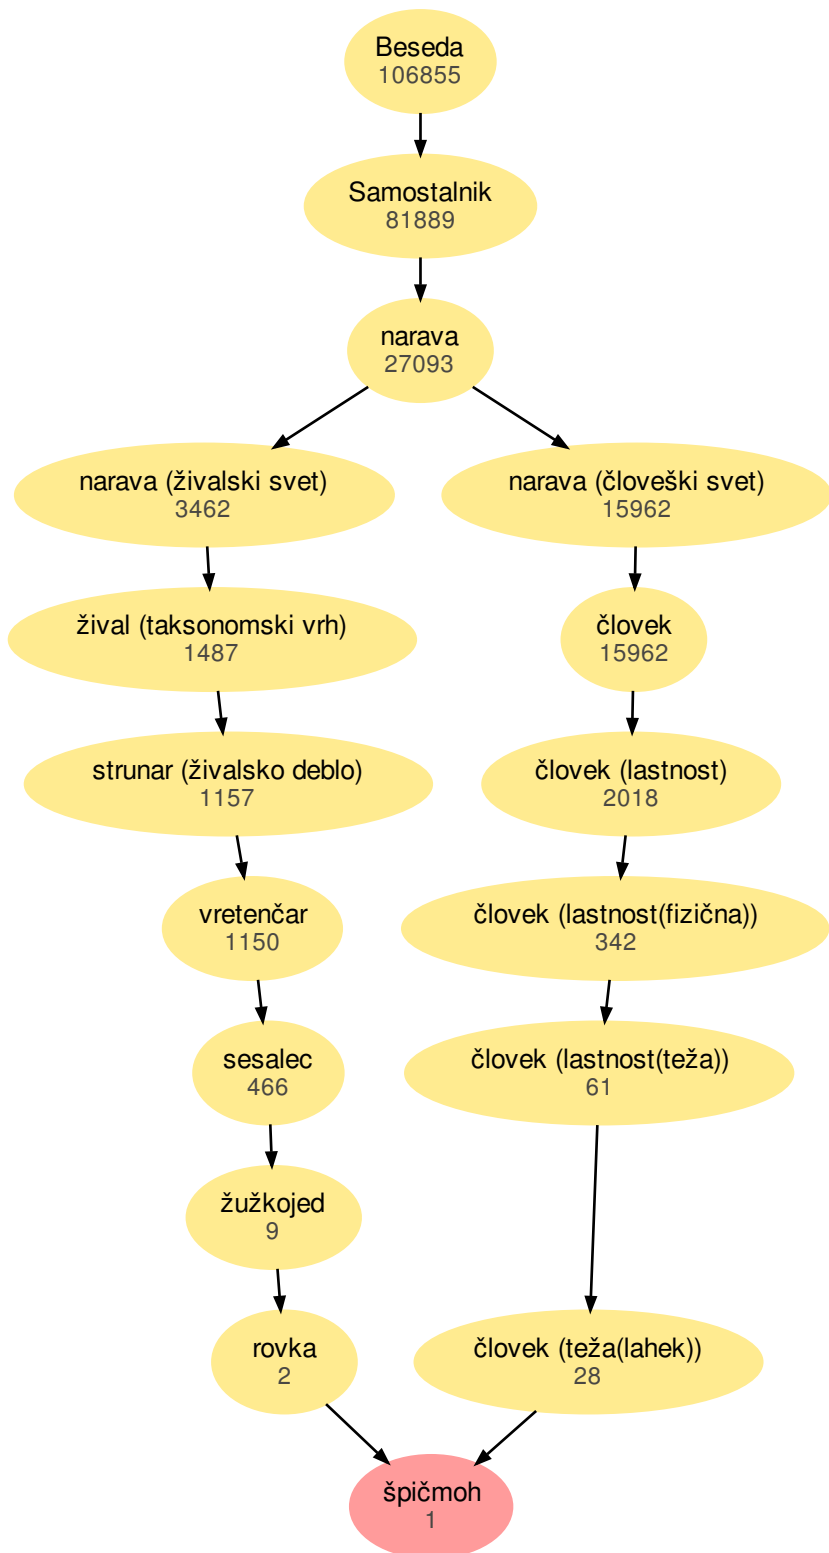 Beseda
106855
Samostalnik
81889
narava
27093
narava (živalski svet)
3462
narava (človeški svet)
15962
žival (taksonomski vrh)
1487
človek
15962
strunar (živalsko deblo)
1157
človek (lastnost)
2018
vretenčar
1150
človek (lastnost(fizična))
342
sesalec
466
človek (lastnost(teža))
61
žužkojed
9
rovka
2
človek (teža(lahek))
28
špičmoh
1